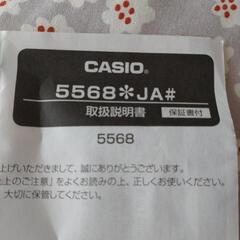 CASIO®
5568*JA#
取扱説明書 保証書付
5568
上げいただきまして、誠にありがとうございます。
上のご注意」をよくお読みの上、正しくお使いいただ
大切に保管してください。